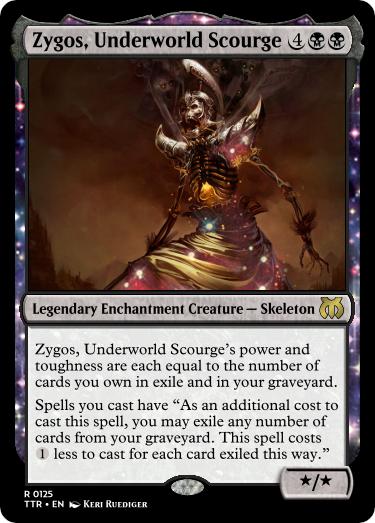 Zygos, Underworld Scourge 4
Legendary Enchantment Creature — Skeleton
Zygos, Underworld Scourge's power and
toughness are each equal to the number of
cards you own in exile and in your graveyard.
Spells you cast have “As an additional cost to
cast this spell, you may exile any number of
cards from your graveyard. This spell costs
1 less to cast for each card exiled this way.”
★/★
R 0125
TTR • EN Keri Ruediger